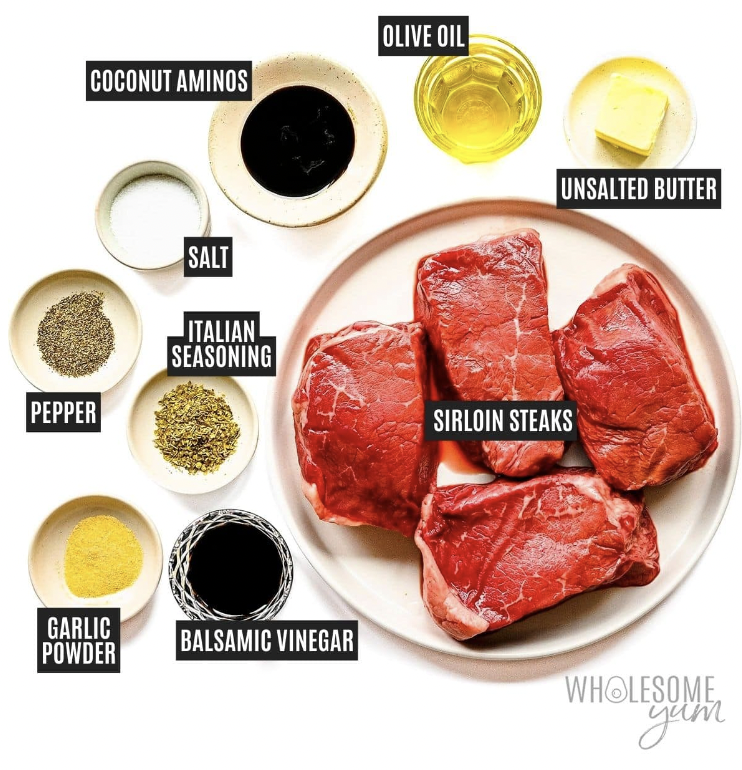 OLIVE OIL
COCONUT AMINOS
UNSALTED BUTTER
SALT
ITALIAN
SEASONING
PEPPER
SIRLOIN STEAKS
GARLIC
POWDER
BALSAMIC VINEGAR
WHOLESOME
yum